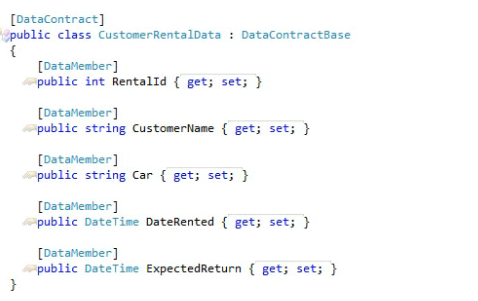 [DataContract]
public class CustomerRentalData : DataContractBase
{
[DataMember]
public int RentalId { get; set; }
[DataMember]
public string CustomerName { get; set; }
[DataMember]
public string Car { get; set; }
[DataMember]
public DateTime DateRented { get; set; }
[DataMember]
public DateTime ExpectedReturn { get; set; }
}